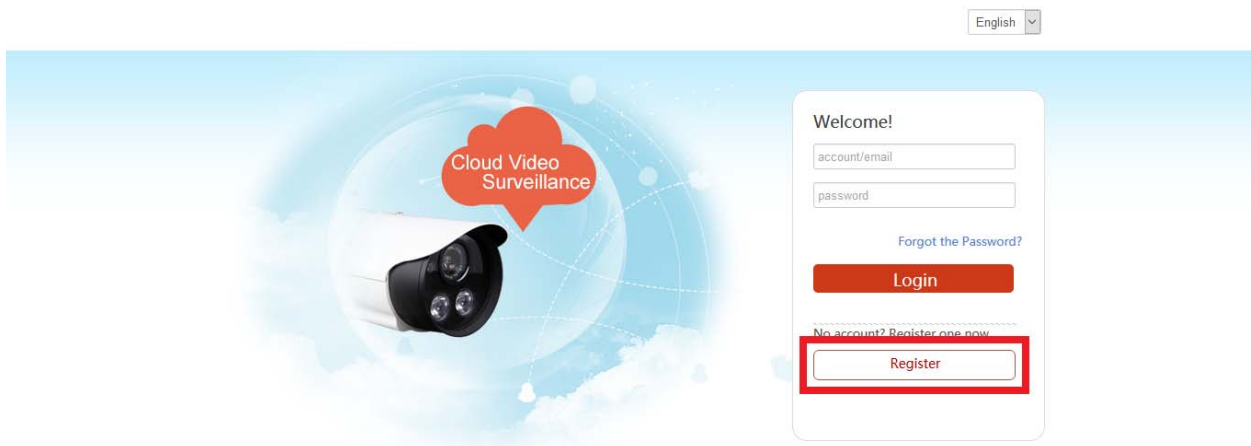 English
Cloud Video
Surveillance
Welcome!
account/email
password
Forgot the Password?
Login
No account? Register one now
Register